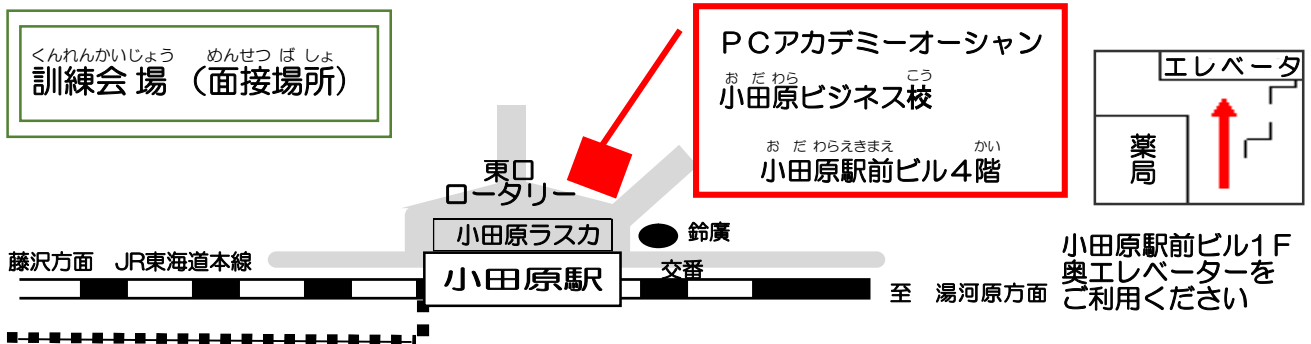 くんれんかいじょう めんせつ ば しょ
訓練会 場 （面接場所）
ＰＣアカデミーオーシャン
お だ わら こう
小田原ビジネス校
お だ わらえきまえ かい
小田原駅前ビル４階
エレベータ
薬局
東口
ロータリー
小田原ラスカ
鈴廣
藤沢方面 JR東海道本線
小田原駅
交番
至 湯河原方面
小田原駅前ビル1Ｆ
奥エレベーターを
ご利用ください